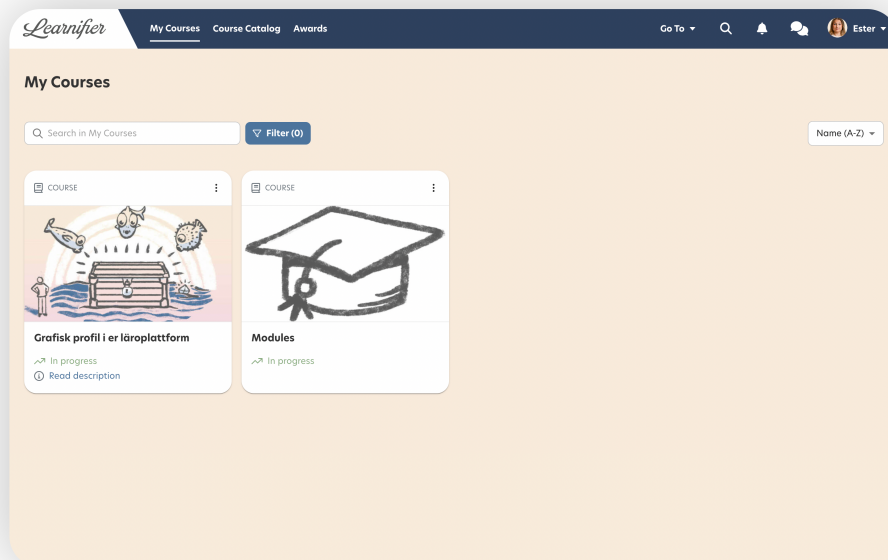 Learnifier
My Courses
Course Catalog
Awards
Go To
Ester
My Courses
Search in My Courses
Filter (0)
Name (A-Z)
COURSE
Grafisk profil i er läroplattform
In progress
Read description
COURSE
Modules
In progress